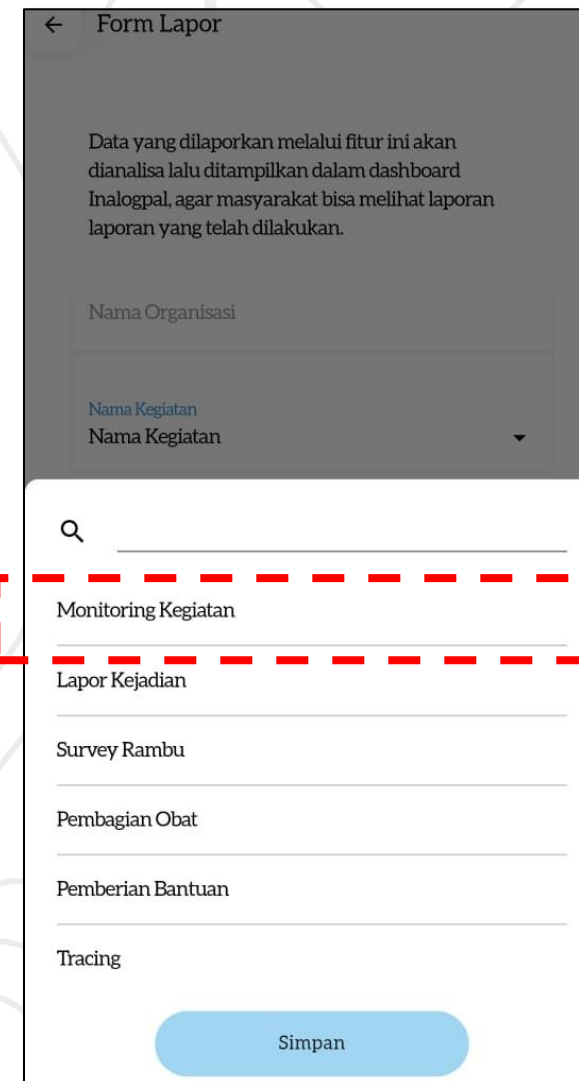 Form Lapor
Data yang dilaporkan melalui fitur ini akan
dianalisa lalu ditampilkan dalam dashboard
Inalogpal, agar masyarakat bisa melihat laporan
laporan yang telah dilakukan.
Nama Organisasi
Nama Kegiatan
Nama Kegiatan
Monitoring Kegiatan
Lapor Kejadian
Survey Rambu
Pembagian Obat
Pemberian Bantuan
Tracing
Simpan